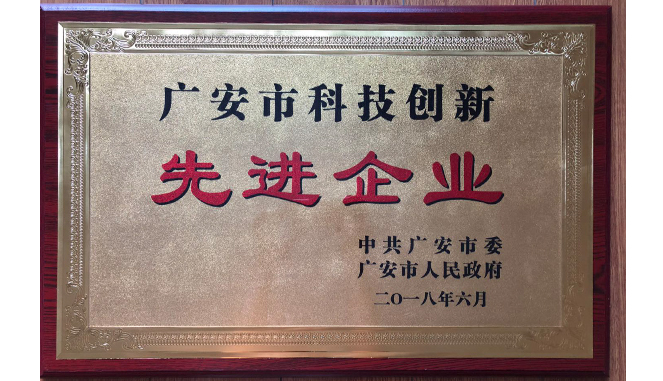 广安市科技创新
先进企业
中共广安市委
广安市人民政府
二〇一八年六月